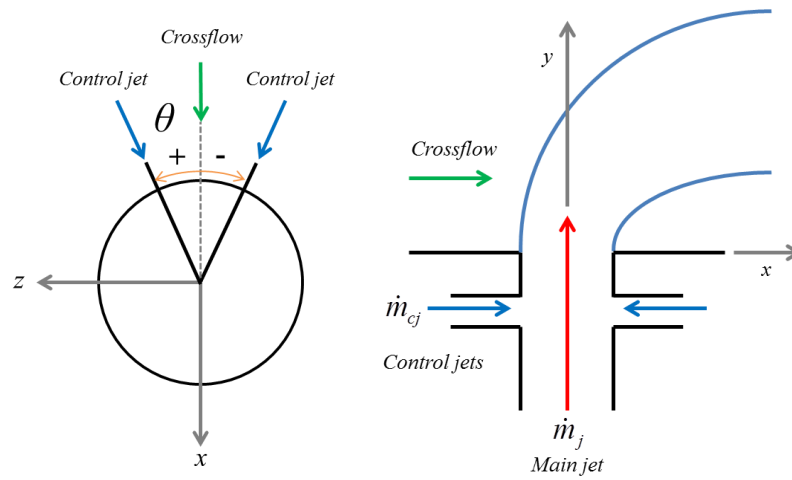 Crossflow
Control jet
Control jet
θ
+ -
z
x
y
Crossflow
x
ṁcj
Control jets
ṁj
Main jet